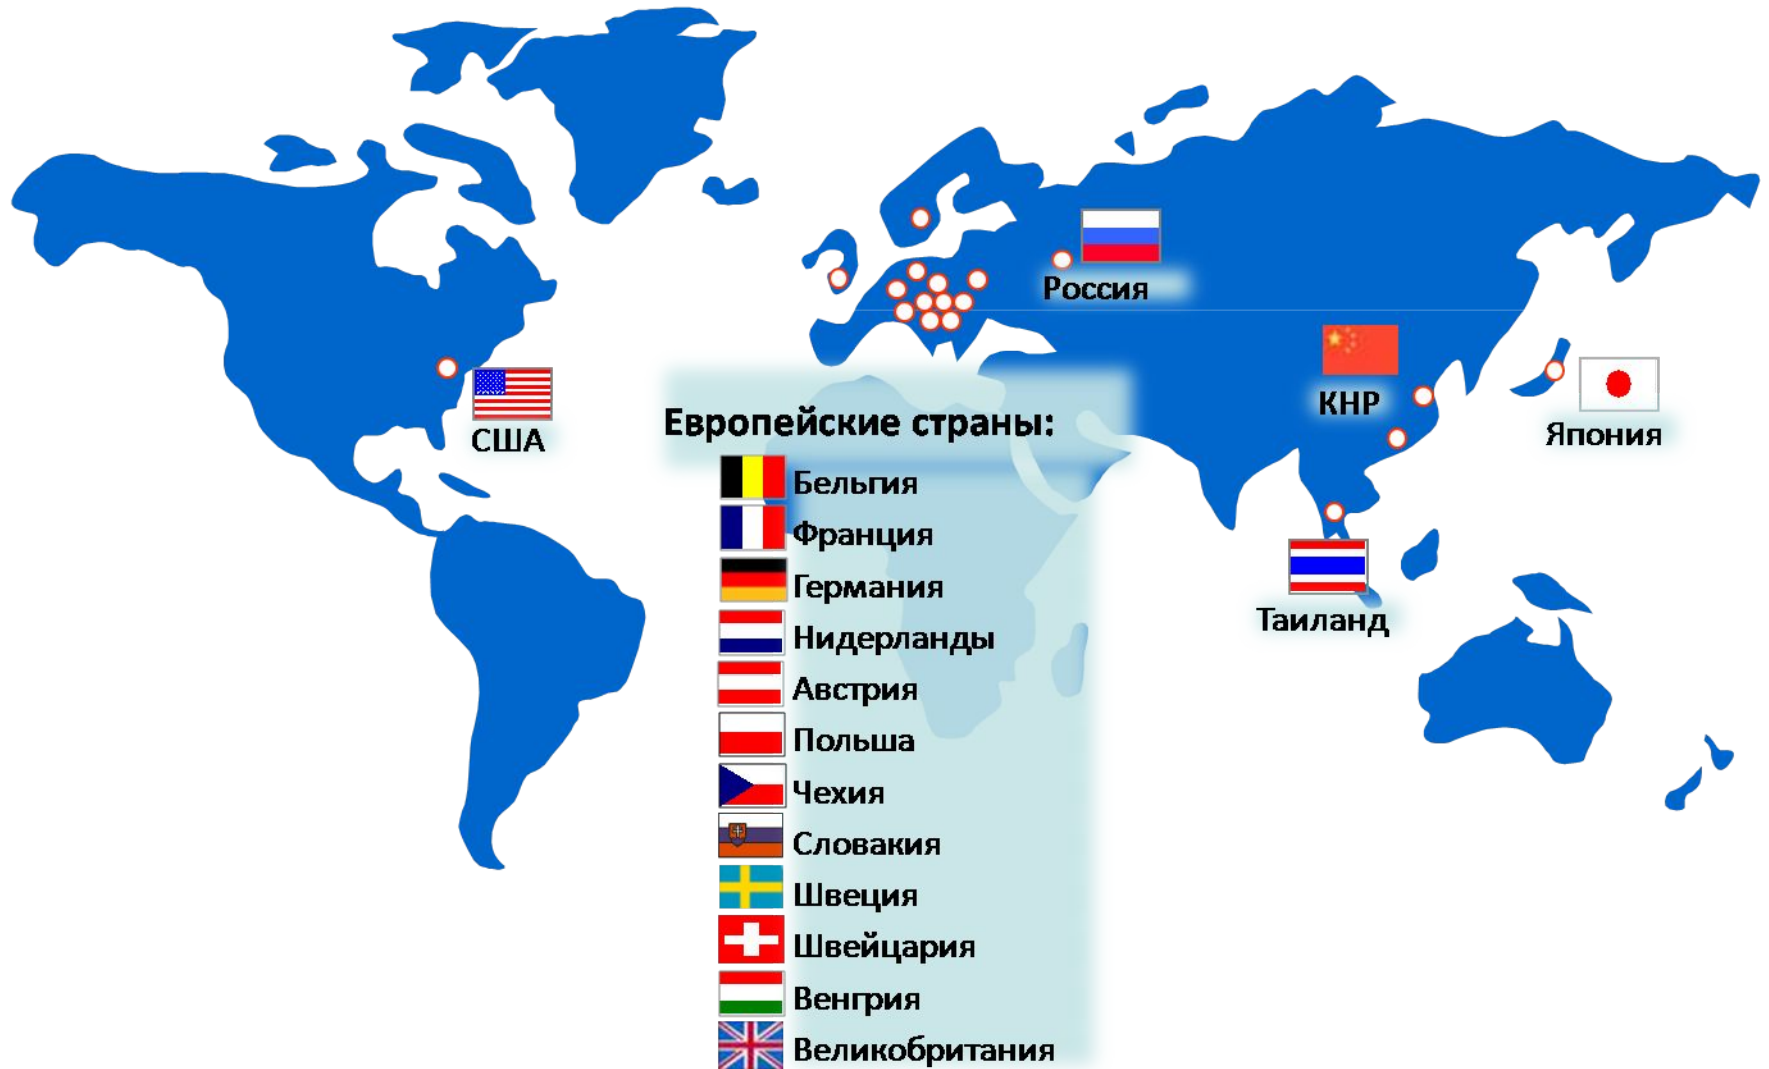 Россия
КНР
США
Япония
Европейские страны:
Бельгия
Франция
Германия
Таиланд
Нидерланды
Австрия
Польша
Чехия
Словакия
Швеция
Швейцария
Венгрия
Великобритания